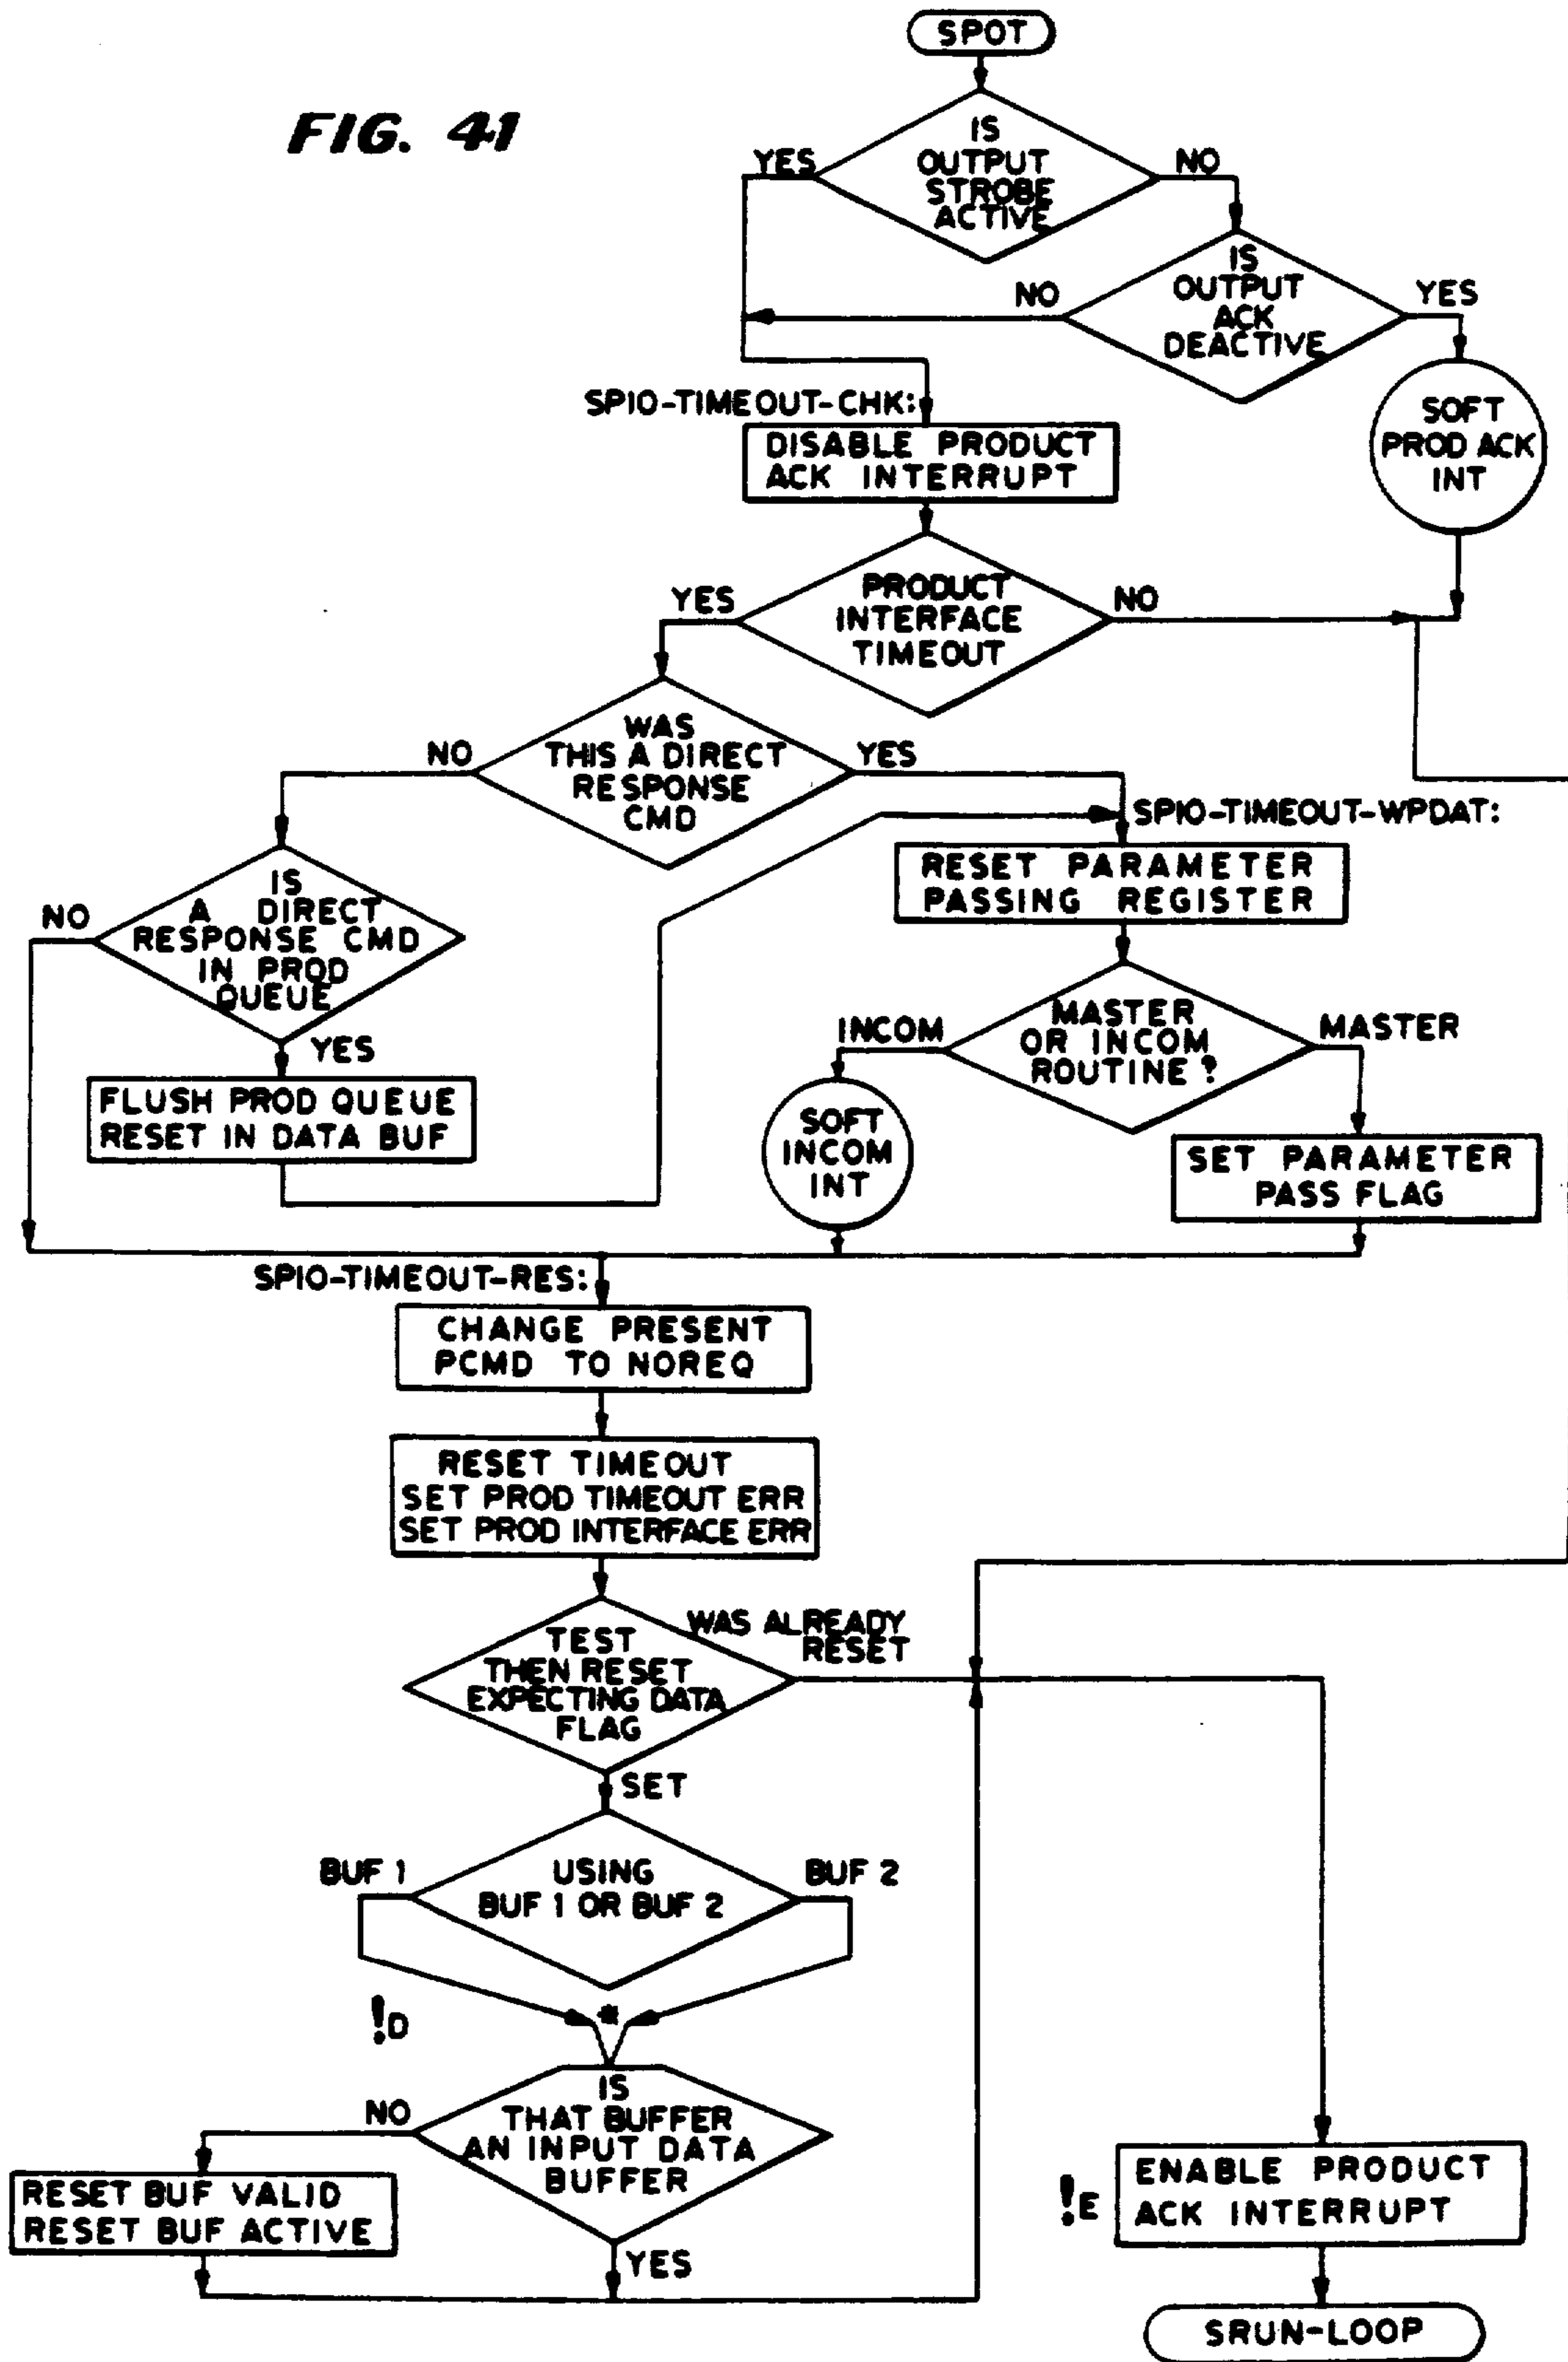 SPOT
FIG. 41
IS
OUTPUT
STROBE
ACTIVE
YES
NO
IS
OUTPUT
ACK
DEACTIVE
NO
YES
SOFT
PROD ACK
INT
SPIO-TIMEOUT-CHK:
DISABLE PRODUCT
ACK INTERRUPT
PRODUCT
INTERFACE
TIMEOUT
YES
NO
WAS
THIS A DIRECT
RESPONSE
CMD
NO
YES
SPIO-TIMEOUT-WPDAT:
RESET PARAMETER
PASSING REGISTER
IS
A DIRECT
RESPONSE CMD
IN PROD
QUEUE
NO
YES
FLUSH PROD QUEUE
RESET IN DATA BUF
MASTER
OR INCOM
ROUTINE?
INCOM
MASTER
SOFT
INCOM
INT
SET PARAMETER
PASS FLAG
SPIO-TIMEOUT-RES:
CHANGE PRESENT
PCMD TO NOREQ
RESET TIMEOUT
SET PROD TIMEOUT ERR
SET PROD INTERFACE ERR
TEST
THEN RESET
EXPECTING DATA
FLAG
WAS ALREADY
RESET
SET
USING
BUF 1 OR BUF 2
BUF 1
BUF 2
*
!D
IS
THAT BUFFER
AN INPUT DATA
BUFFER
NO
YES
RESET BUF VALID
RESET BUF ACTIVE
!E
ENABLE PRODUCT
ACK INTERRUPT
SRUN-LOOP